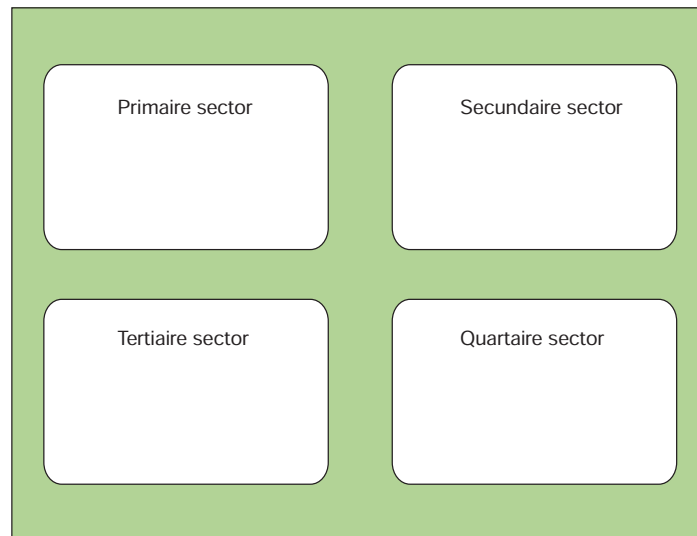 Primaire sector
Secundaire sector
Tertiaire sector
Quartaire sector